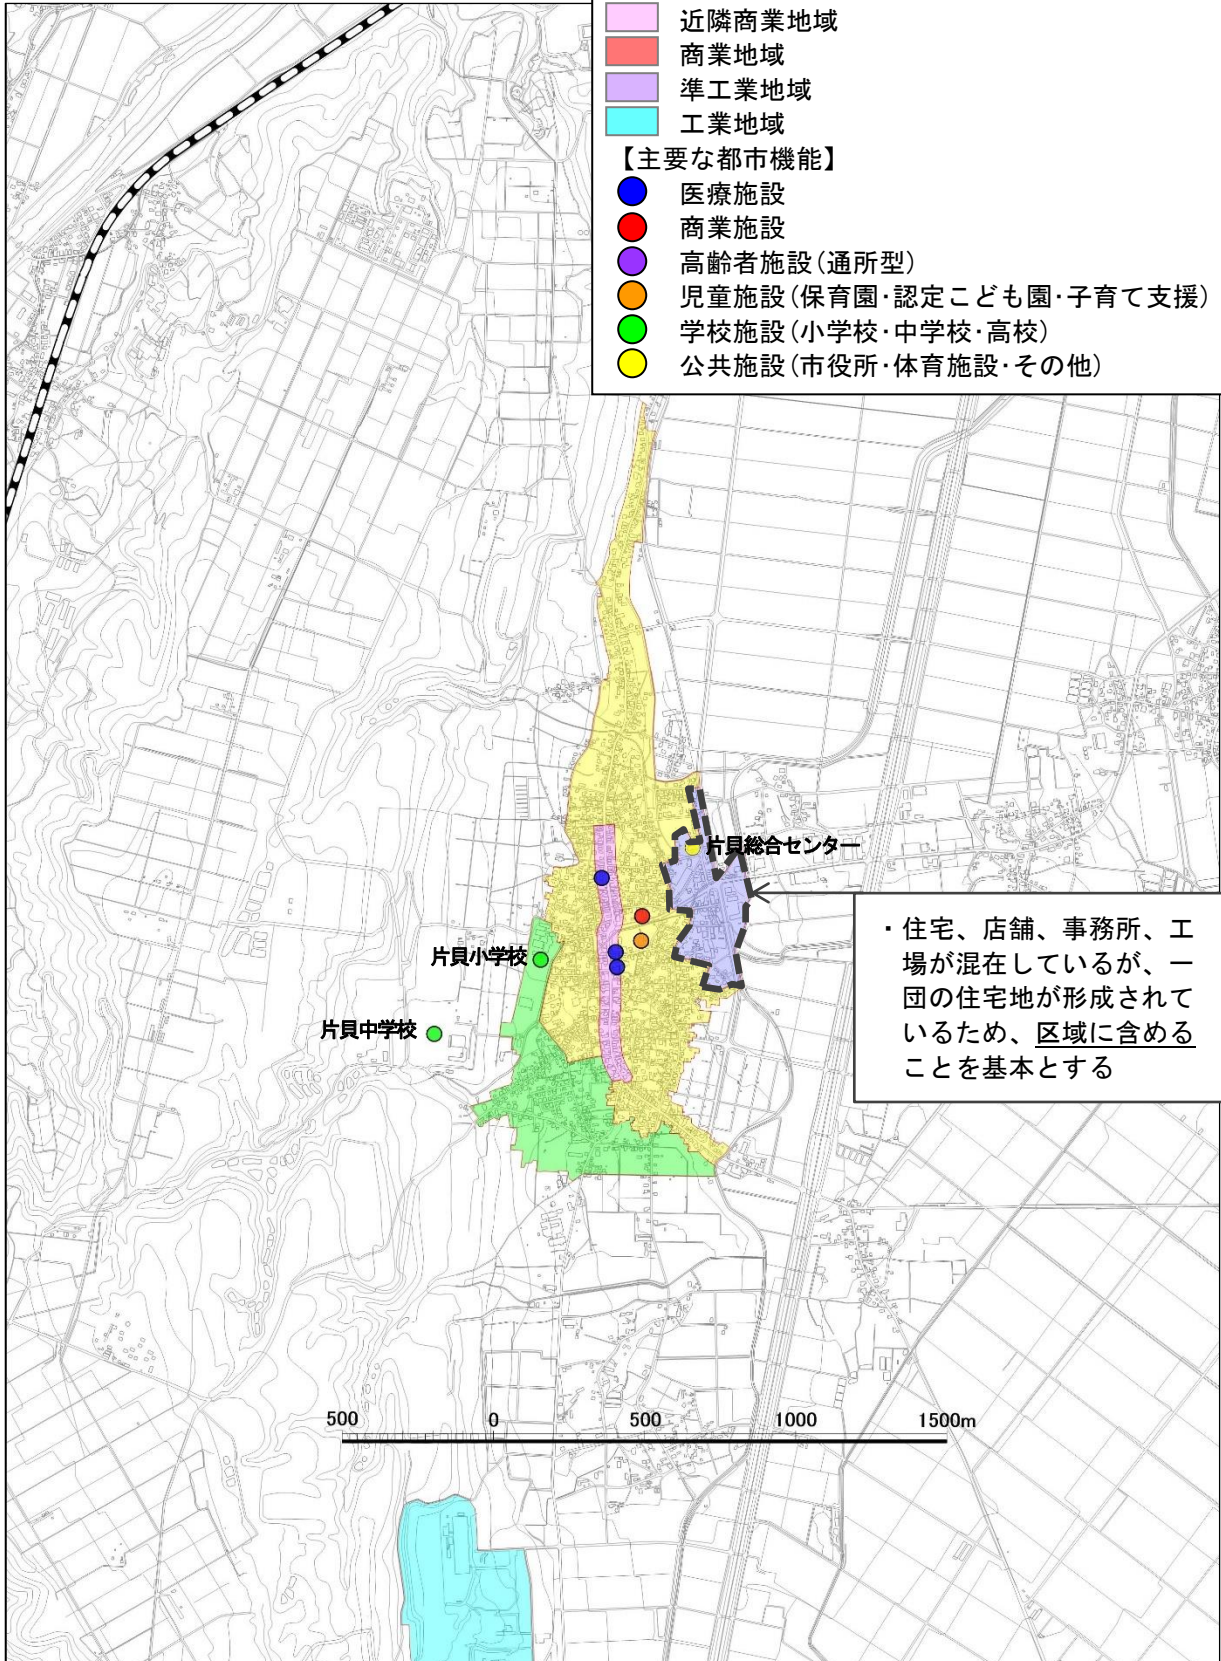 近隣商業地域
商業地域
準工業地域
工業地域
【主要な都市機能】
医療施設
商業施設
高齢者施設(通所型)
児童施設(保育園･認定こども園･子育て支援)
学校施設(小学校･中学校･高校)
公共施設(市役所･体育施設･その他)
片貝総合センター
・住宅、店舗、事務所、工
場が混在しているが、一
団の住宅地が形成されて
いるため、区域に含める
ことを基本とする
片貝小学校
片貝中学校
500 0 500 1000 1500m